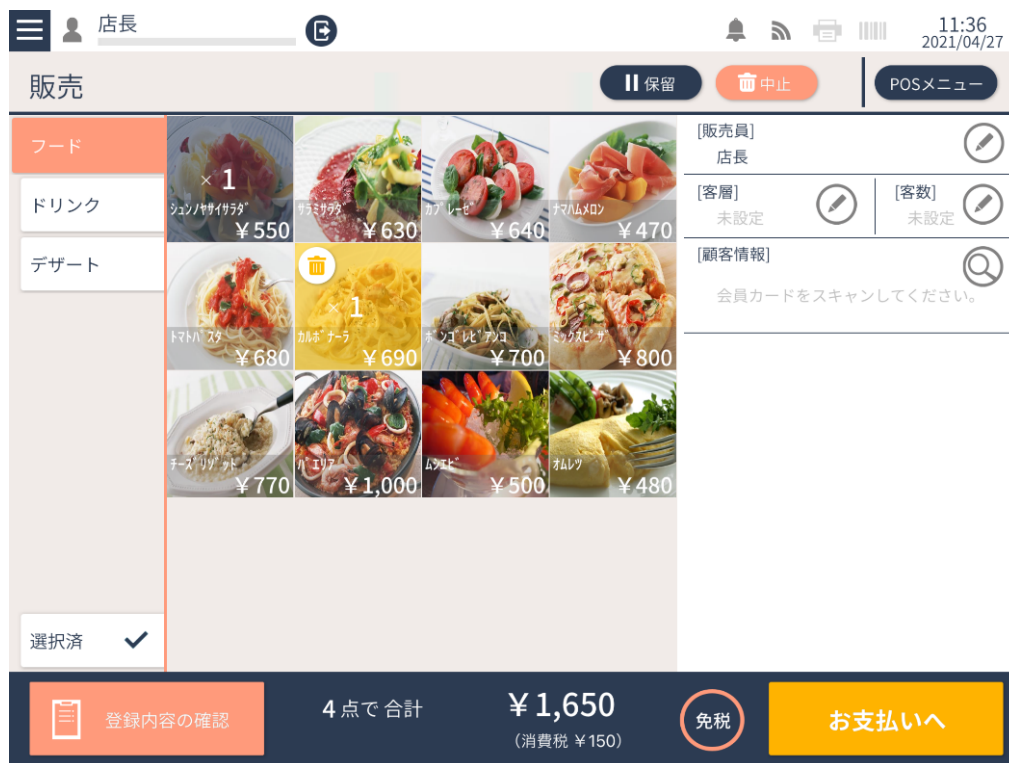 店長
11:36
2021/04/27
販売
保留
中止
POSメニュー
フード
ドリンク
デザート
選択済
×1
ｼｭﾝﾉﾔｻｲｻﾗﾀﾞ
¥550
ｻﾗﾐｻﾗﾀﾞ
¥630
ｶﾌﾟﾚｰｾﾞ
¥640
ﾅﾏﾊﾑﾒﾛﾝ
¥470
ﾄﾏﾄﾊﾟｽﾀ
¥680
×1
ｶﾙﾎﾞﾅｰﾗ
¥690
ﾎﾞﾝｺﾞﾚﾋﾞｱﾝｺ
¥700
ﾐｯｸｽﾋﾟｻﾞ
¥800
ﾁｰｽﾞﾘｿﾞｯﾄ
¥770
ﾊﾟｴﾘｱ
¥1,000
ﾑｼｴﾋﾞ
¥500
ｵﾑﾚﾂ
¥480
[販売員]
店長
[客層]
未設定
[客数]
未設定
[顧客情報]
会員カードをスキャンしてください。
登録内容の確認
4点で 合計
¥1,650
(消費税 ¥150)
免税
お支払いへ